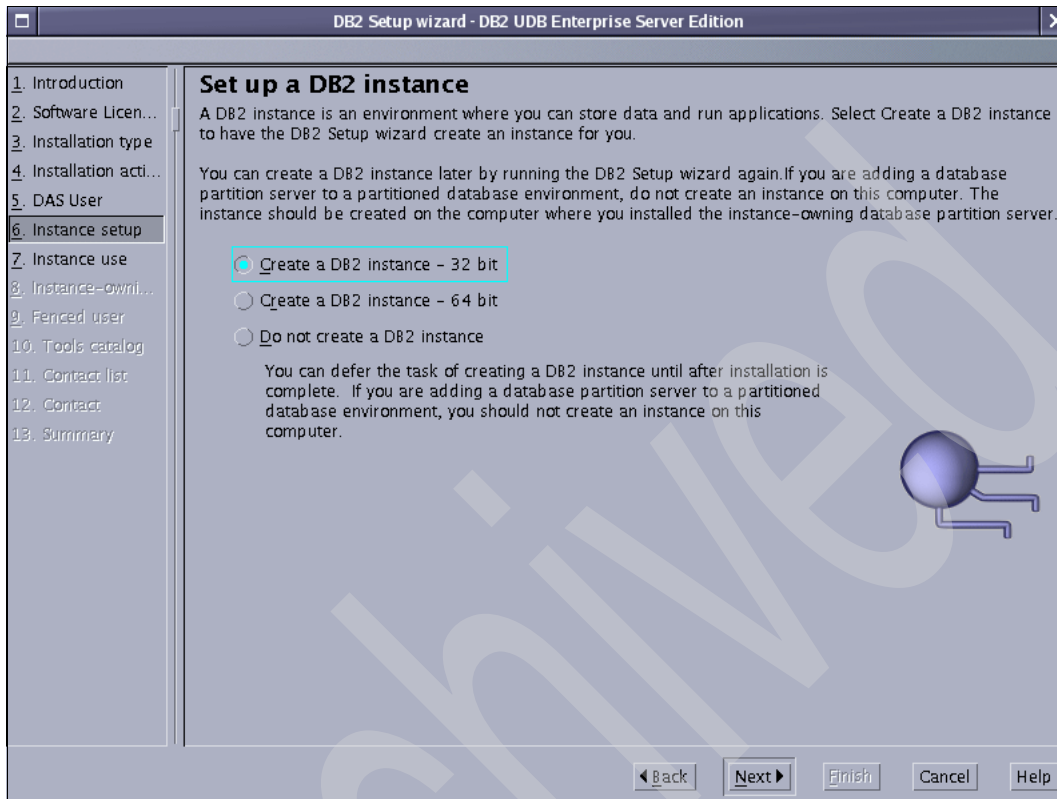 DB2 Setup wizard - DB2 UDB Enterprise Server Edition
1. Introduction
2. Software Licen...
3. Installation type
4. Installation acti...
5. DAS User
6. Instance setup
7. Instance use
8. Instance-owni...
9. Fenced user
10. Tools catalog
11. Contact list
12. Contact
13. Summary
Set up a DB2 instance
A DB2 instance is an environment where you can store data and run applications. Select Create a DB2 instance
to have the DB2 Setup wizard create an instance for you.
You can create a DB2 instance later by running the DB2 Setup wizard again.If you are adding a database
partition server to a partitioned database environment, do not create an instance on this computer. The
instance should be created on the computer where you installed the instance-owning database partition server.
Create a DB2 instance - 32 bit
Create a DB2 instance - 64 bit
Do not create a DB2 instance
You can defer the task of creating a DB2 instance until after installation is
complete. If you are adding a database partition server to a partitioned
database environment, you should not create an instance on this
computer.
Back Next Finish Cancel Help
chived